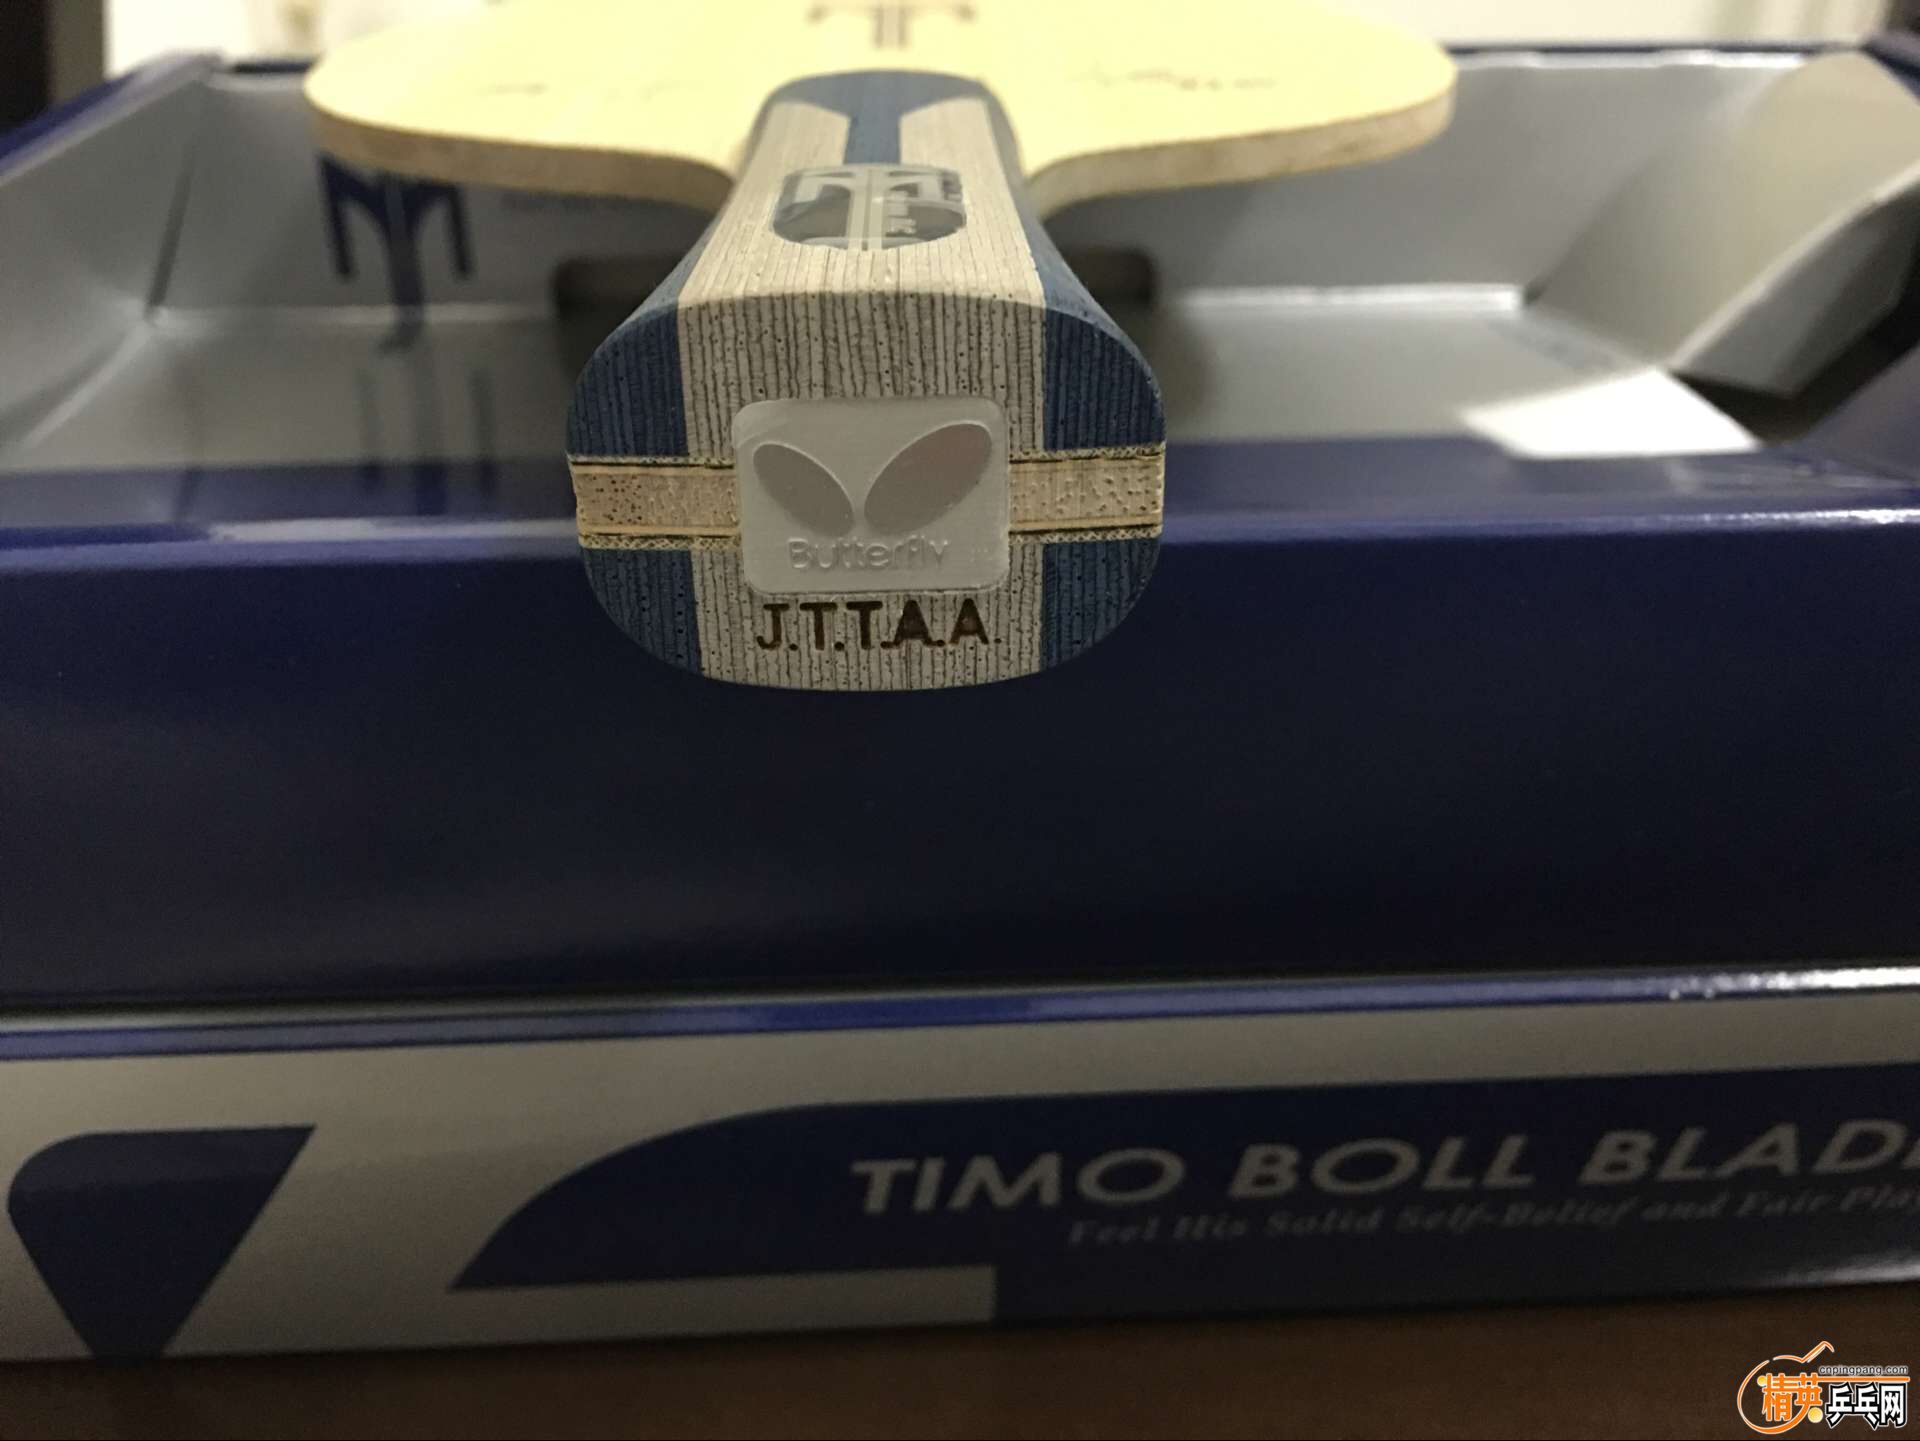 Butterfly
J.T.T.A.A.
TIMO BOLL BLADE
Feel His Solid Self-Belief and Fair Play
cnpingpang.com
精英乒乓网